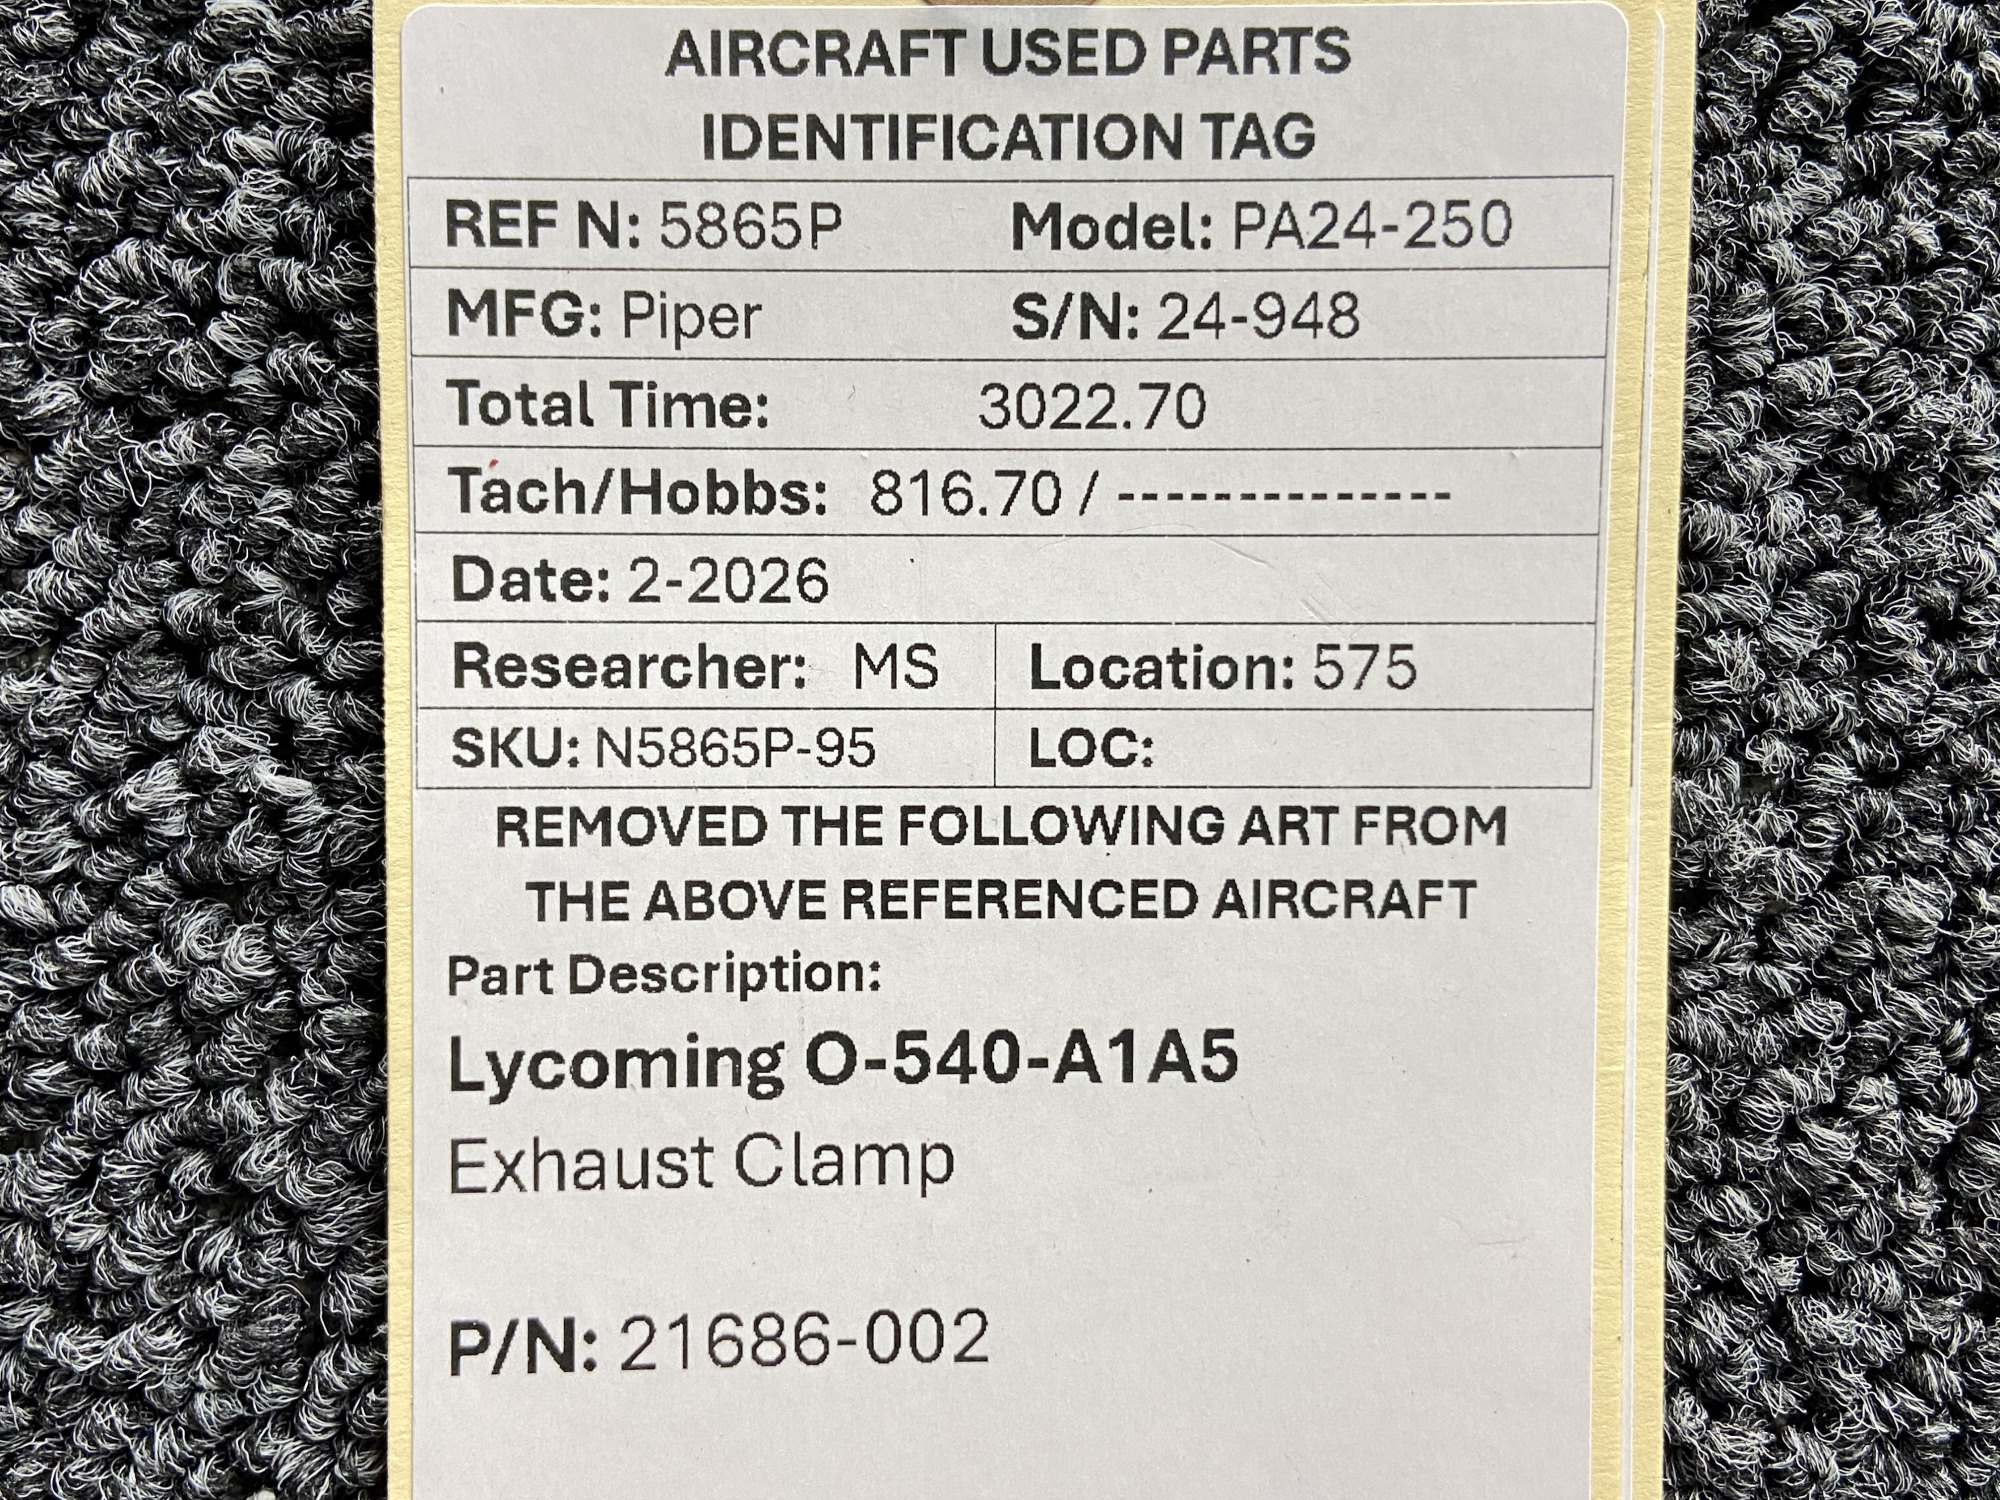 AIRCRAFT USED PARTS
IDENTIFICATION TAG
REF N: 5865P Model: PA24-250
MFG: Piper S/N: 24-948
Total Time: 3022.70
Tach/Hobbs: 816.70 / --------------
Date: 2-2026
Researcher: MS Location: 575
SKU: N5865P-95 LOC:
REMOVED THE FOLLOWING ART FROM
THE ABOVE REFERENCED AIRCRAFT
Part Description:
Lycoming O-540-A1A5
Exhaust Clamp
P/N: 21686-002